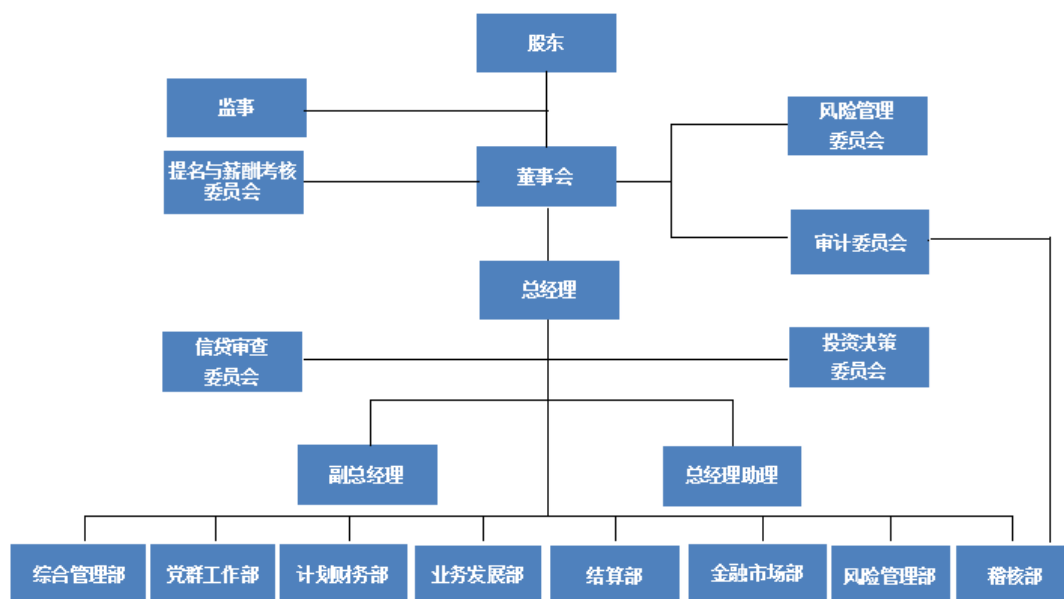 股东
监事
风险管理
委员会
提名与薪酬考核
委员会
董事会
审计委员会
总经理
信贷审查
委员会
投资决策
委员会
副总经理
总经理助理
综合管理部
党群工作部
计划财务部
业务发展部
结算部
金融市场部
风险管理部
稽核部